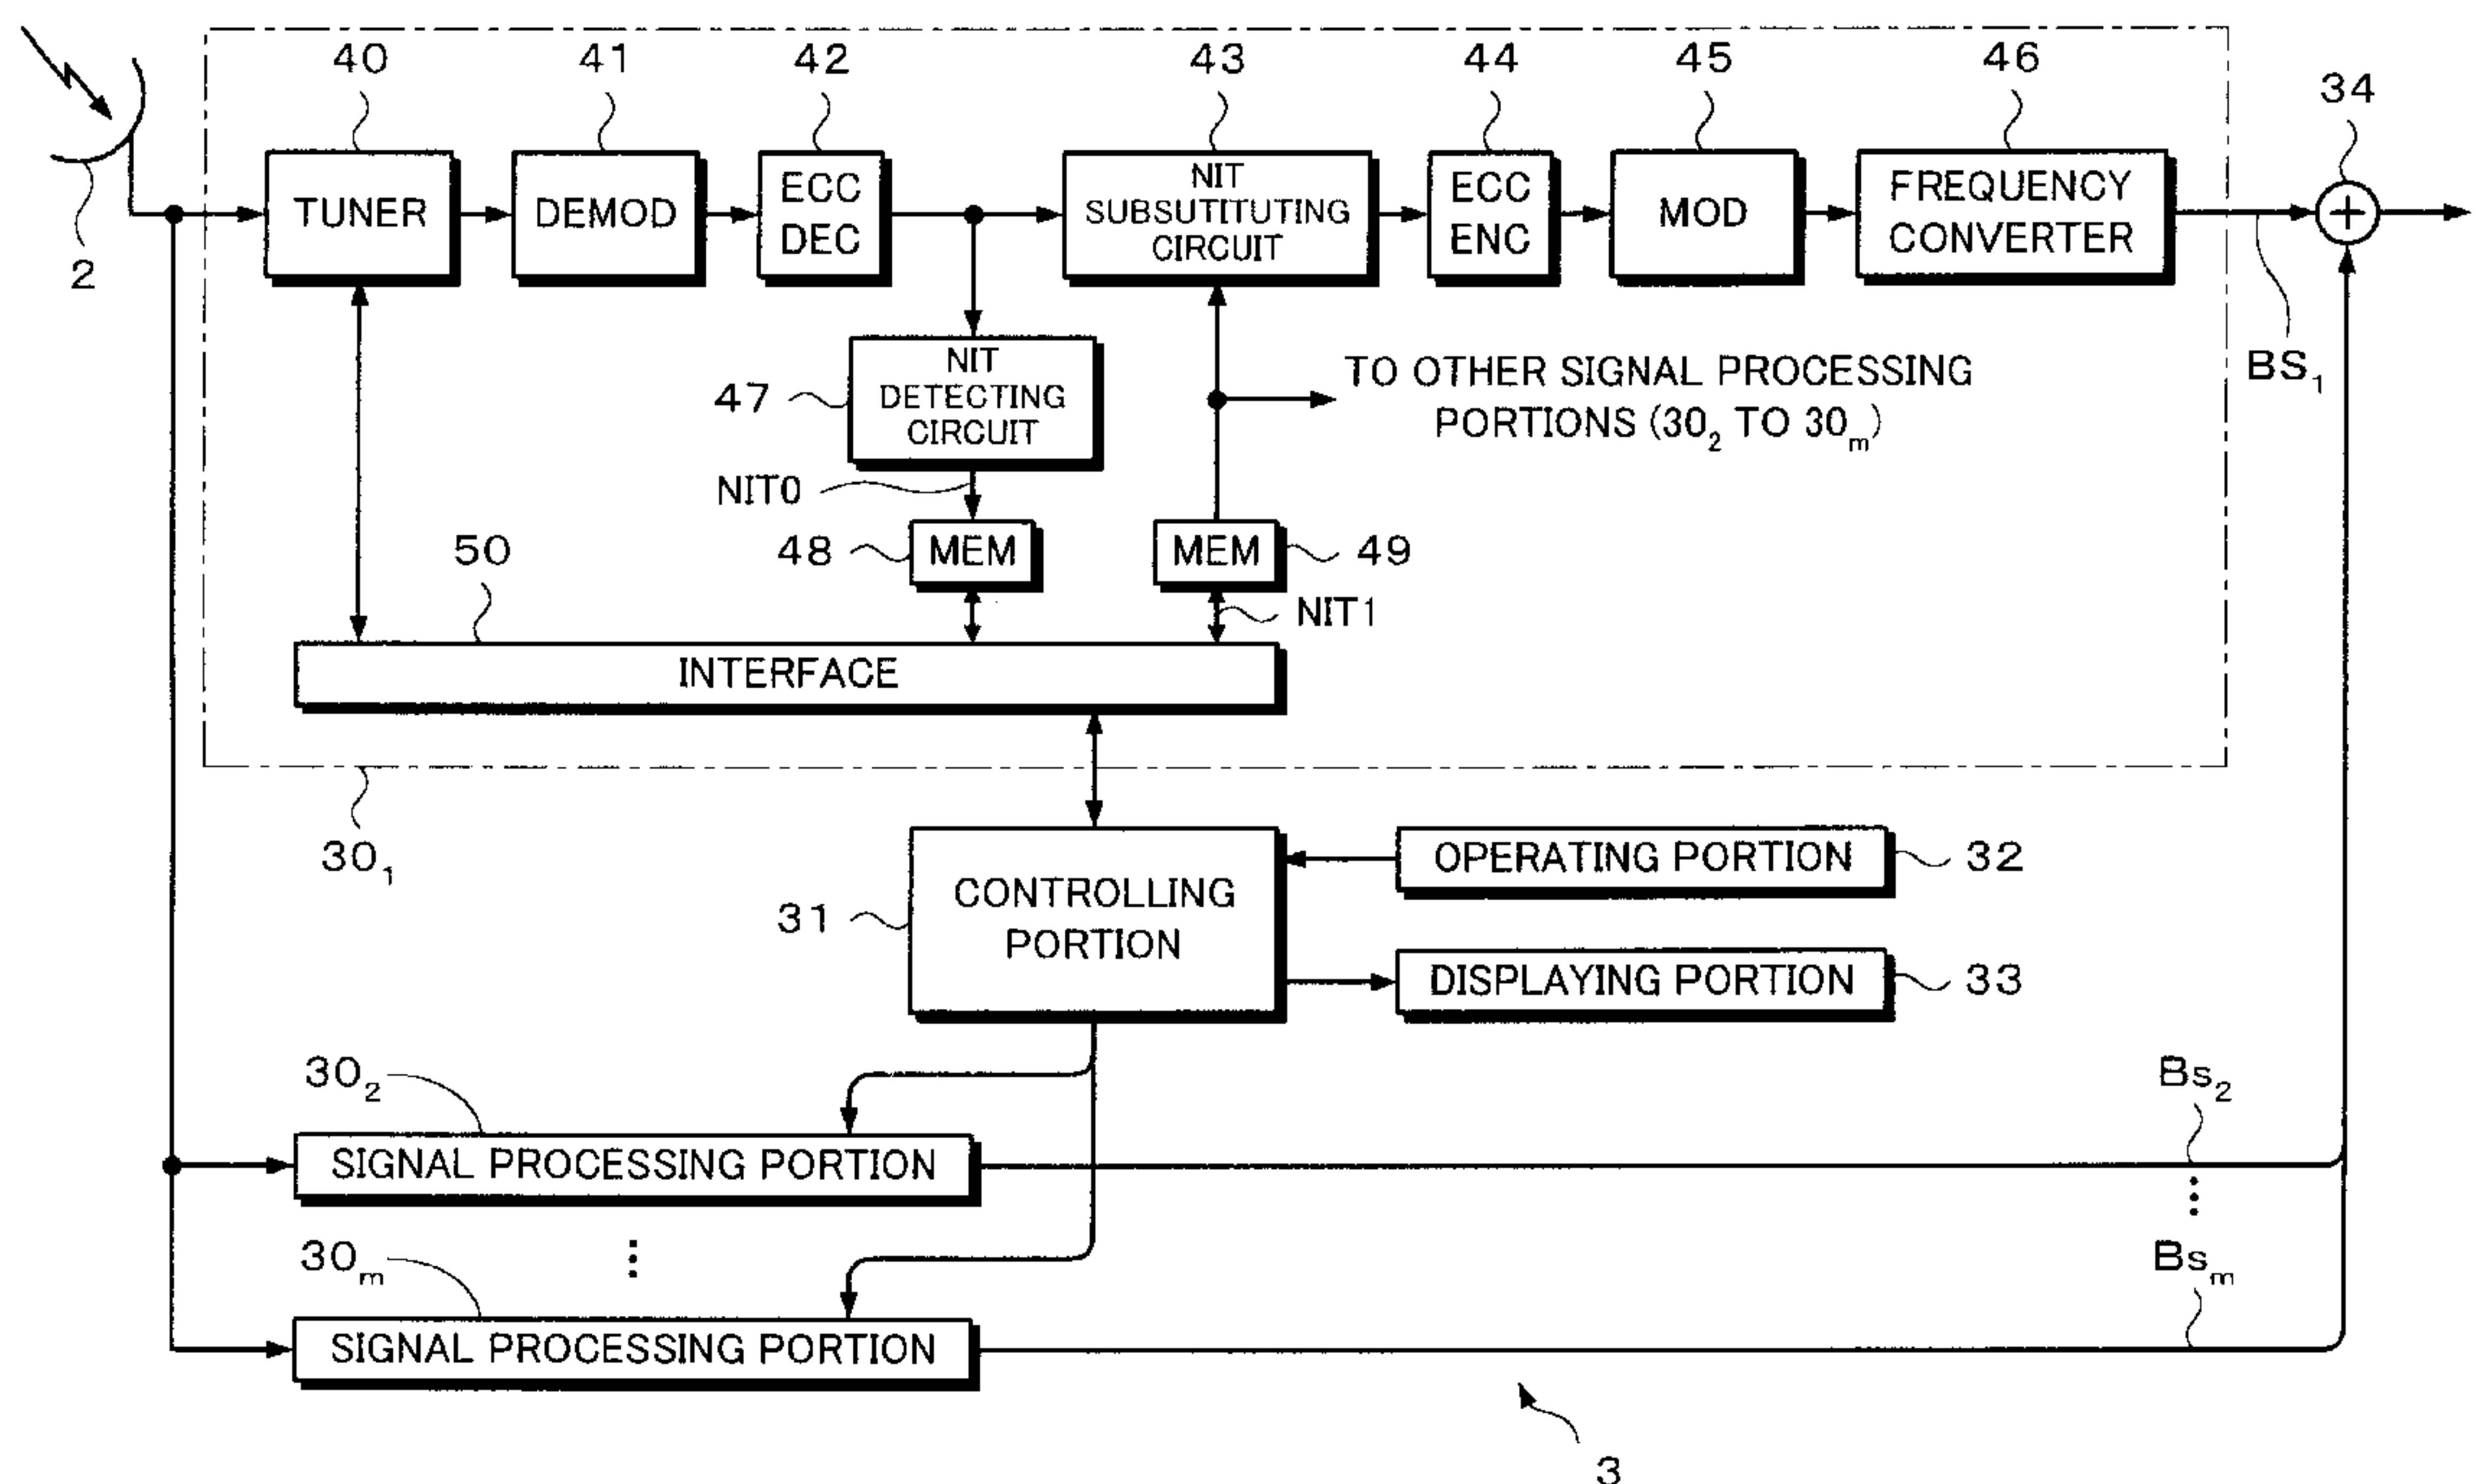 40
41
42
43
44
45
46
34
2
TUNER
DEMOD
ECC
DEC
NIT
SUBSUTITUTING
CIRCUIT
ECC
ENC
MOD
FREQUENCY
CONVERTER
BS₁
47
NIT
DETECTING
CIRCUIT
TO OTHER SIGNAL PROCESSING
PORTIONS (30₂ TO 30ₘ)
NIT0
48
MEM
MEM
49
NIT1
50
INTERFACE
30₁
31
CONTROLLING
PORTION
OPERATING PORTION
32
DISPLAYING PORTION
33
30₂
SIGNAL PROCESSING PORTION
Bs₂
30ₘ
SIGNAL PROCESSING PORTION
Bsₘ
3